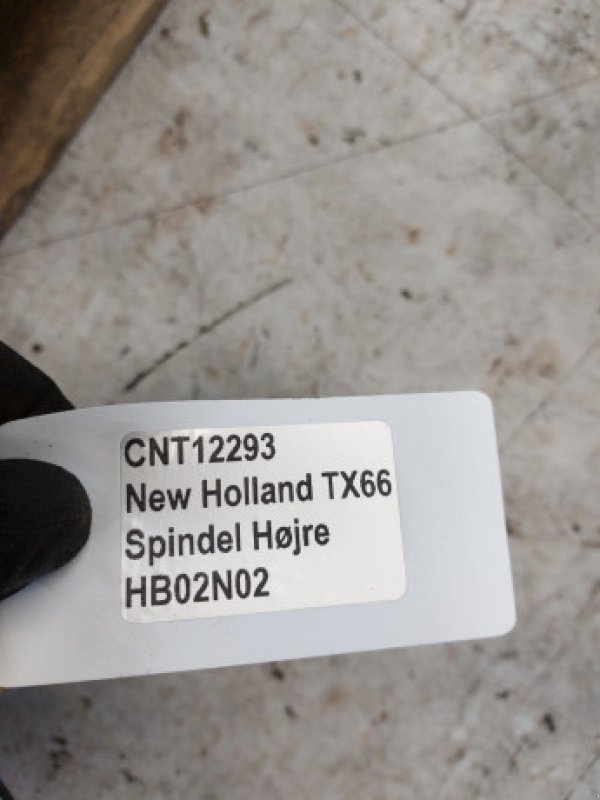 CNT12293
New Holland TX66
Spindel Højre
HB02N02